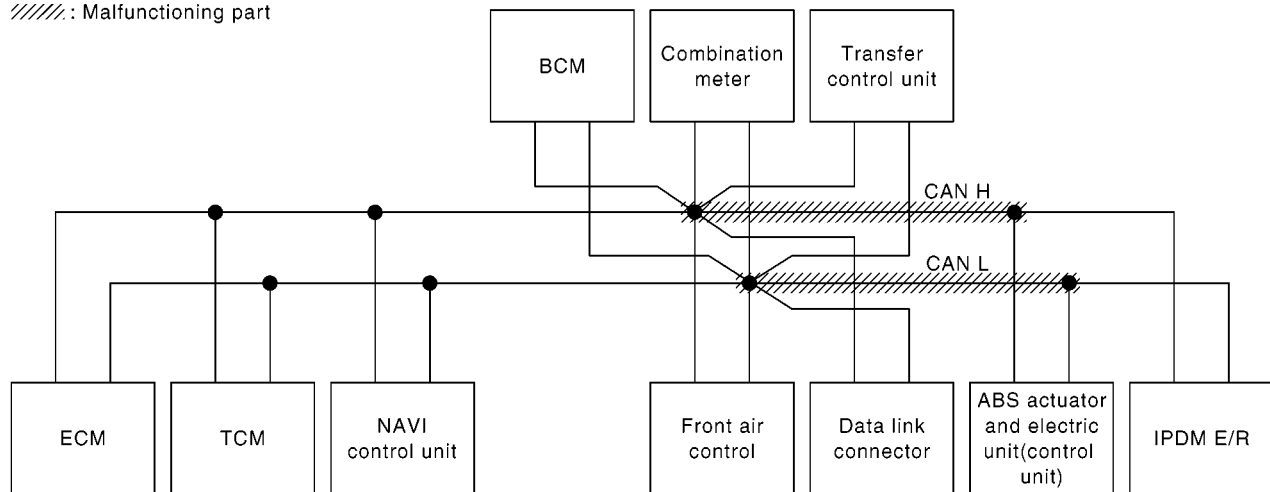 : Malfunctioning part
BCM
Combination
meter
Transfer
control unit
CAN H
CAN L
ECM
TCM
NAVI
control unit
Front air
control
Data link
connector
ABS actuator
and electric
unit(control
unit)
IPDM E/R